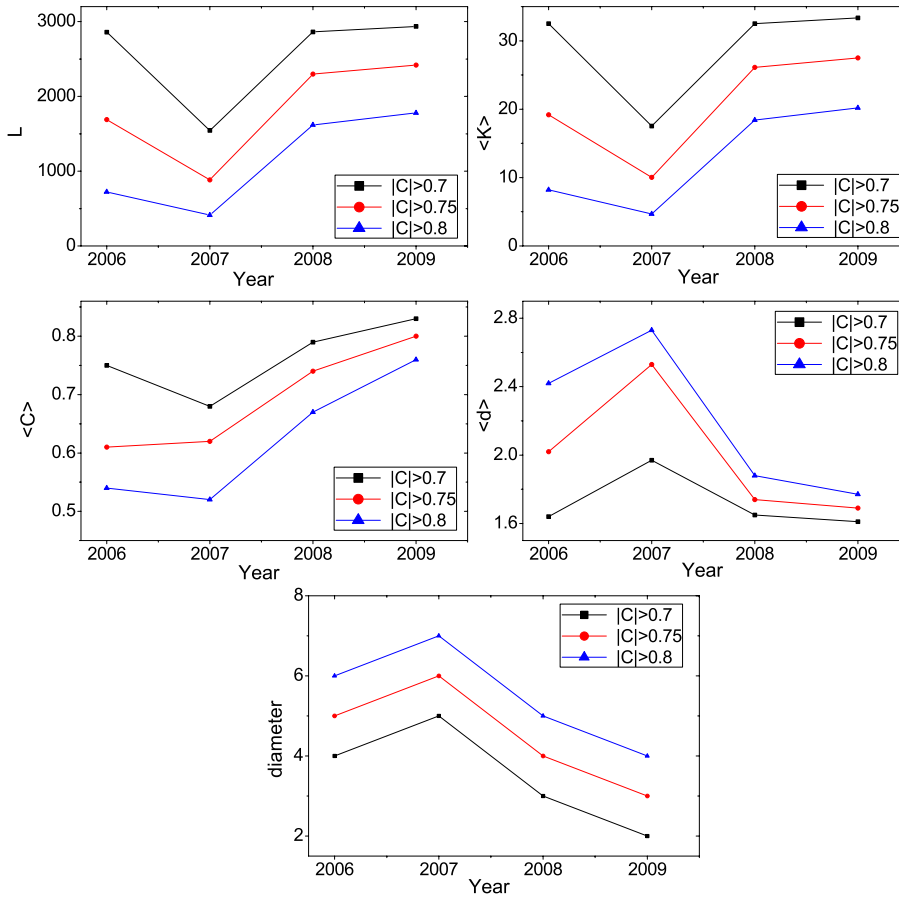 3000
2000
1000
0
L
2006 2007 2008 2009
Year
|C|>0.7
|C|>0.75
|C|>0.8
30
20
10
0
<K>
2006 2007 2008 2009
Year
|C|>0.7
|C|>0.75
|C|>0.8
0.8
0.7
0.6
0.5
<C>
2006 2007 2008 2009
Year
|C|>0.7
|C|>0.75
|C|>0.8
2.8
2.4
2.0
1.6
<d>
2006 2007 2008 2009
Year
|C|>0.7
|C|>0.75
|C|>0.8
8
6
4
2
diameter
2006 2007 2008 2009
Year
|C|>0.7
|C|>0.75
|C|>0.8